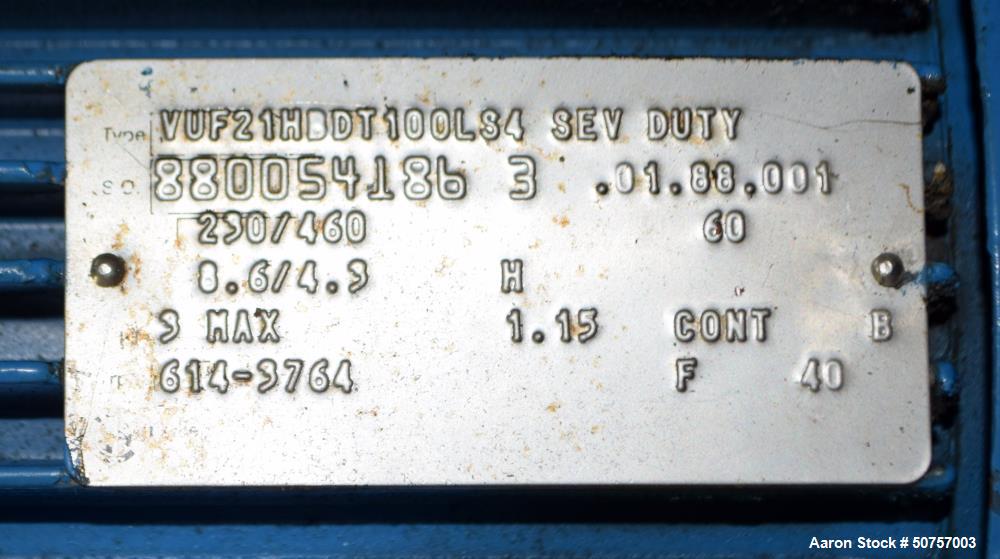 Type VUF21HBDT100LS4 SEV DUTY
S.O. 880054186 3 .01.88.001
230/460 60
8.6/4.3 H
3 MAX 1.15 CONT B
614-3764 F 40
Aaron Stock # 50757003